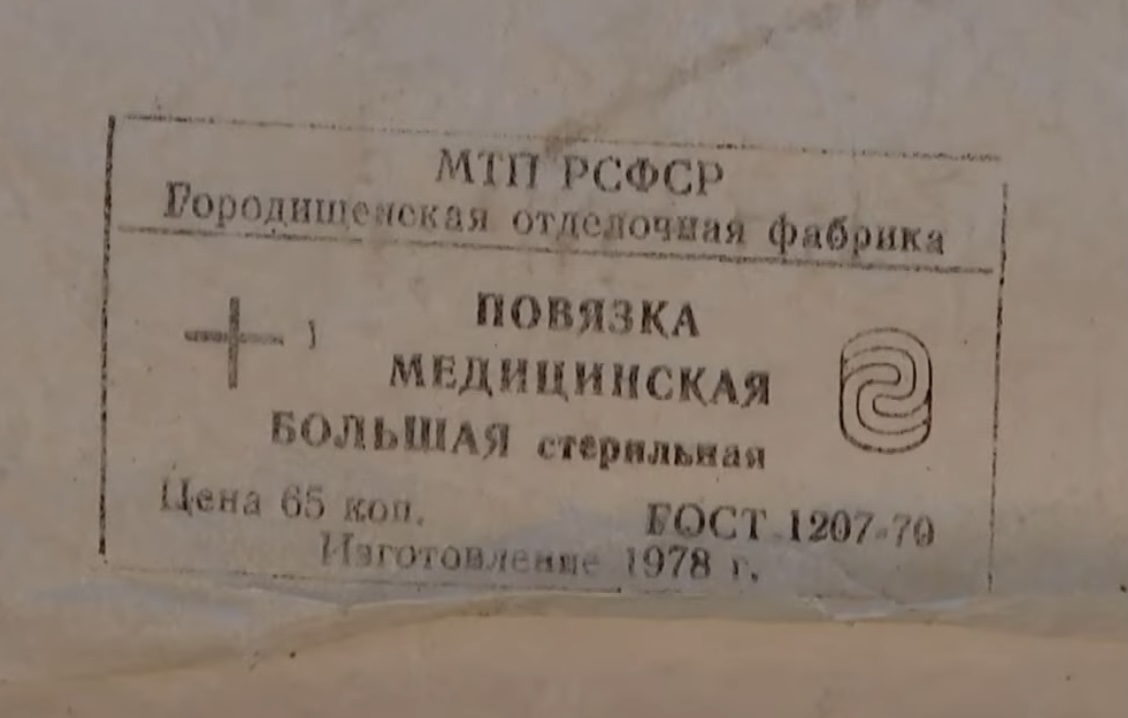 МТП РСФСР
Городищенская отделочная фабрика
ПОВЯЗКА
МЕДИЦИНСКАЯ
БОЛЬШАЯ стерильная
Цена 65 коп. ГОСТ 1207-70
Изготовление 1978 г.